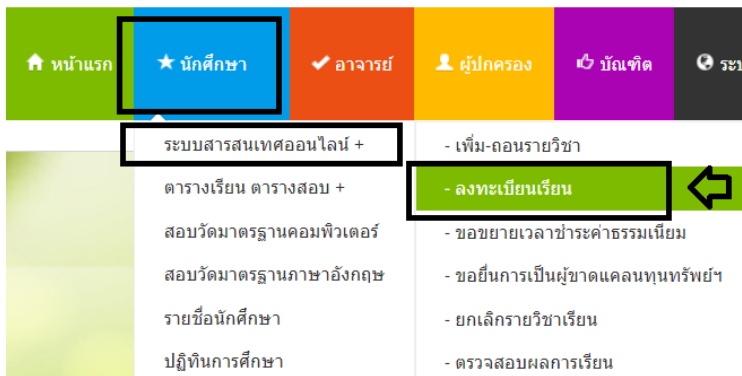 หน้าแรก
นักศึกษา
อาจารย์
ผู้ปกครอง
บัณฑิต
ระบบสารสนเทศออนไลน์ +
ตารางเรียน ตารางสอบ +
สอบวัดมาตรฐานคอมพิวเตอร์
สอบวัดมาตรฐานภาษาอังกฤษ
รายชื่อนักศึกษา
ปฏิทินการศึกษา
- เพิ่ม-ถอนรายวิชา
- ลงทะเบียนเรียน
- ขอขยายเวลาชำระค่าธรรมเนียม
- ขอยื่นการเป็นผู้ขาดแคลนทุนทรัพย์ฯ
- ยกเลิกรายวิชาเรียน
- ตรวจสอบผลการเรียน